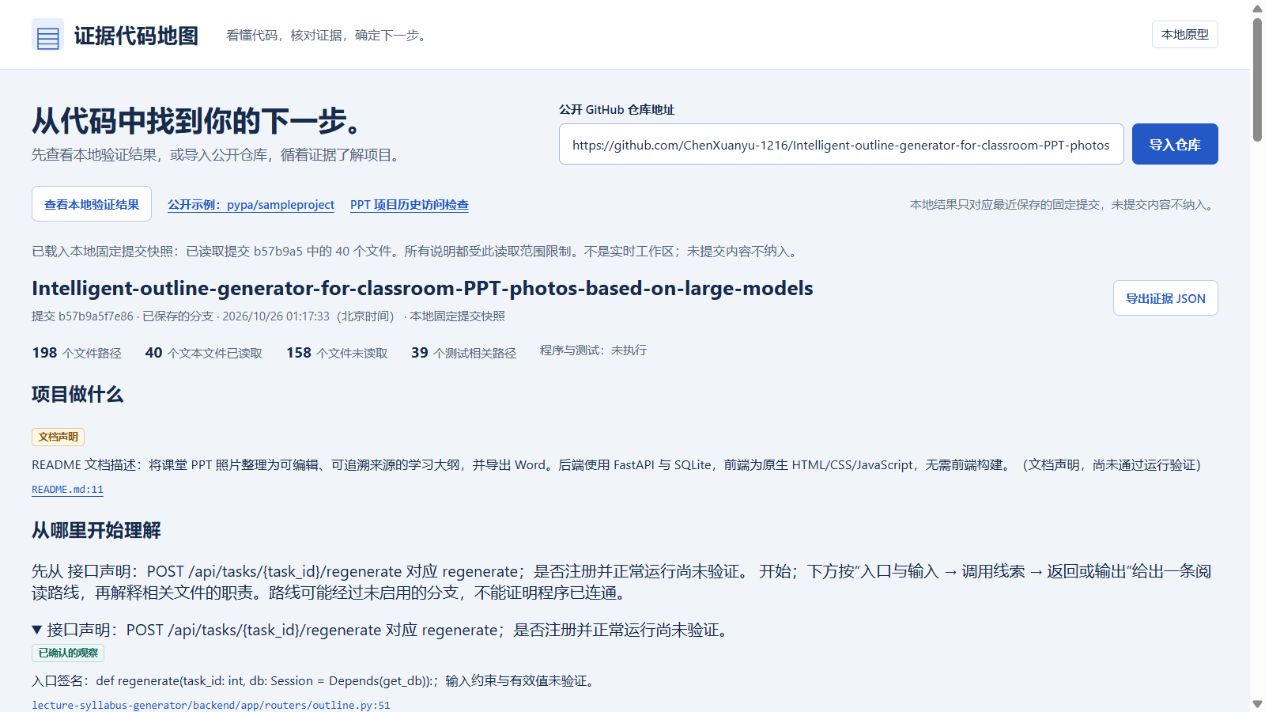 证据代码地图
看懂代码，核对证据，确定下一步。
本地原型
从代码中找到你的下一步。
先查看本地验证结果，或导入公开仓库，循着证据了解项目。
公开 GitHub 仓库地址
https://github.com/ChenXuanyu-1216/Intelligent-outline-generator-for-classroom-PPT-photos
导入仓库
查看本地验证结果
公开示例：pypa/sampleproject
PPT 项目历史访问检查
本地结果只对应最近保存的固定提交，未提交内容不纳入。
已载入本地固定提交快照：已读取提交 b57b9a5 中的 40 个文件。所有说明都受此读取范围限制。不是实时工作区；未提交内容不纳入。
Intelligent-outline-generator-for-classroom-PPT-photos-based-on-large-models
导出证据 JSON
提交 b57b9a5f7e86 · 已保存的分支 · 2026/10/26 01:17:33（北京时间） · 本地固定提交快照
198 个文件路径 40 个文本文件已读取 158 个文件未读取 39 个测试相关路径 程序与测试：未执行
项目做什么
文档声明
README 文档描述：将课堂 PPT 照片整理为可编辑、可追溯来源的学习大纲，并导出 Word。后端使用 FastAPI 与 SQLite，前端为原生 HTML/CSS/JavaScript，无需前端构建。（文档声明，尚未通过运行验证）
README.md:11
从哪里开始理解
先从 接口声明：POST /api/tasks/{task_id}/regenerate 对应 regenerate；是否注册并正常运行尚未验证。 开始；下方按“入口与输入 → 调用线索 → 返回或输出”给出一条阅
读路线，再解释相关文件的职责。路线可能经过未启用的分支，不能证明程序已连通。
▼ 接口声明：POST /api/tasks/{task_id}/regenerate 对应 regenerate；是否注册并正常运行尚未验证。
已确认的观察
入口签名：def regenerate(task_id: int, db: Session = Depends(get_db)):；输入约束与有效值未验证。
lecture-syllabus-generator/backend/app/routers/outline.py:51